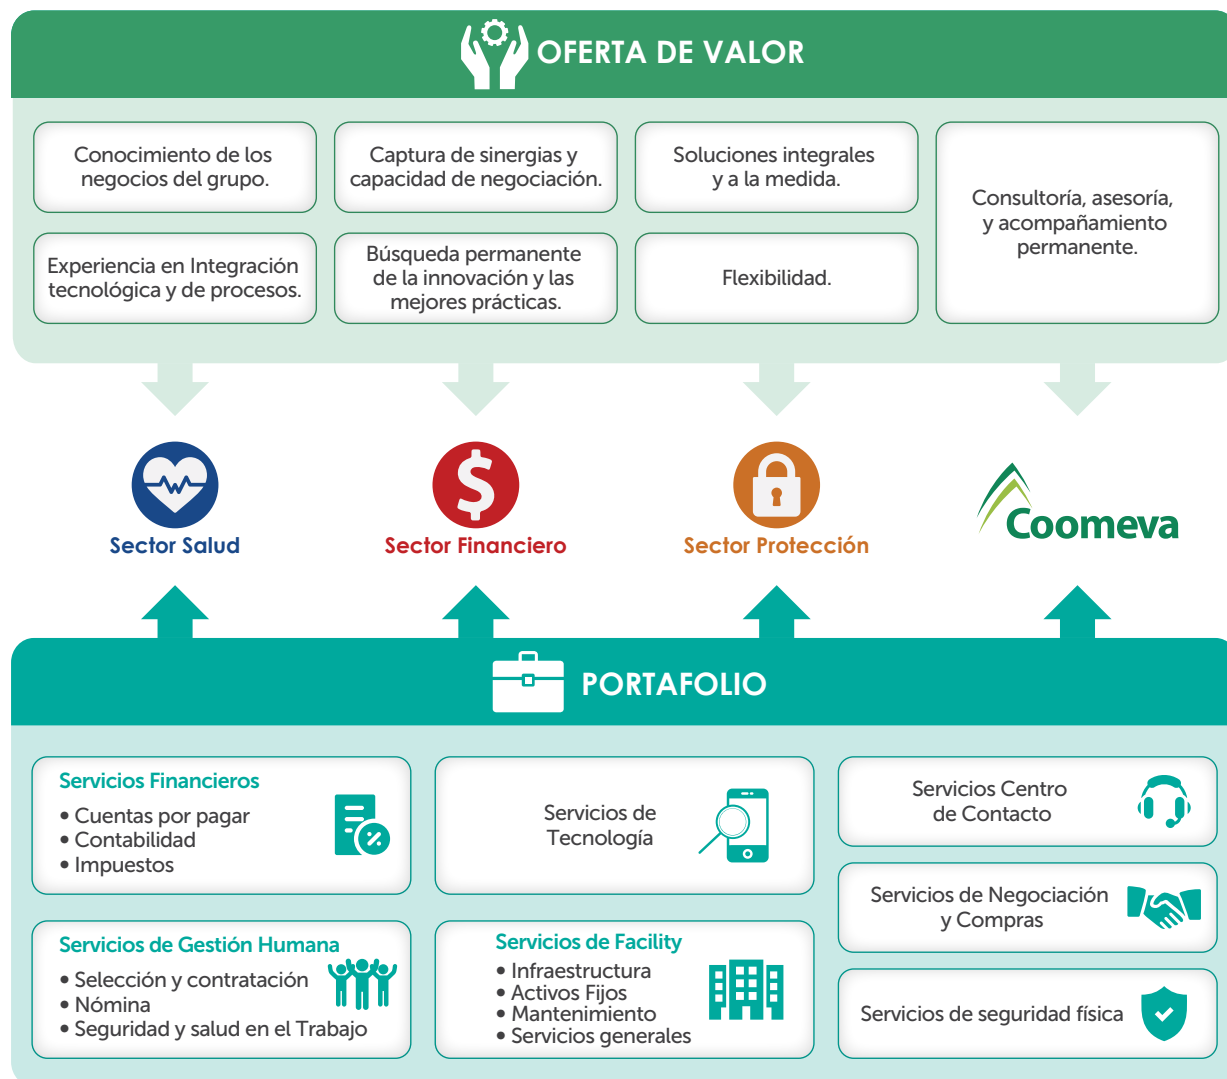 OFERTA DE VALOR
Conocimiento de los
negocios del grupo.
Captura de sinergias y
capacidad de negociación.
Soluciones integrales
y a la medida.
Consultoría, asesoría,
y acompañamiento
permanente.
Experiencia en Integración
tecnológica y de procesos.
Búsqueda permanente
de la innovación y las
mejores prácticas.
Flexibilidad.
Sector Salud
Sector Financiero
Sector Protección
Coomeva
PORTAFOLIO
Servicios Financieros
• Cuentas por pagar
• Contabilidad
• Impuestos
Servicios de
Tecnología
Servicios Centro
de Contacto
Servicios de Negociación
y Compras
Servicios de Gestión Humana
• Selección y contratación
• Nómina
• Seguridad y salud en el Trabajo
Servicios de Facility
• Infraestructura
• Activos Fijos
• Mantenimiento
• Servicios generales
Servicios de seguridad física